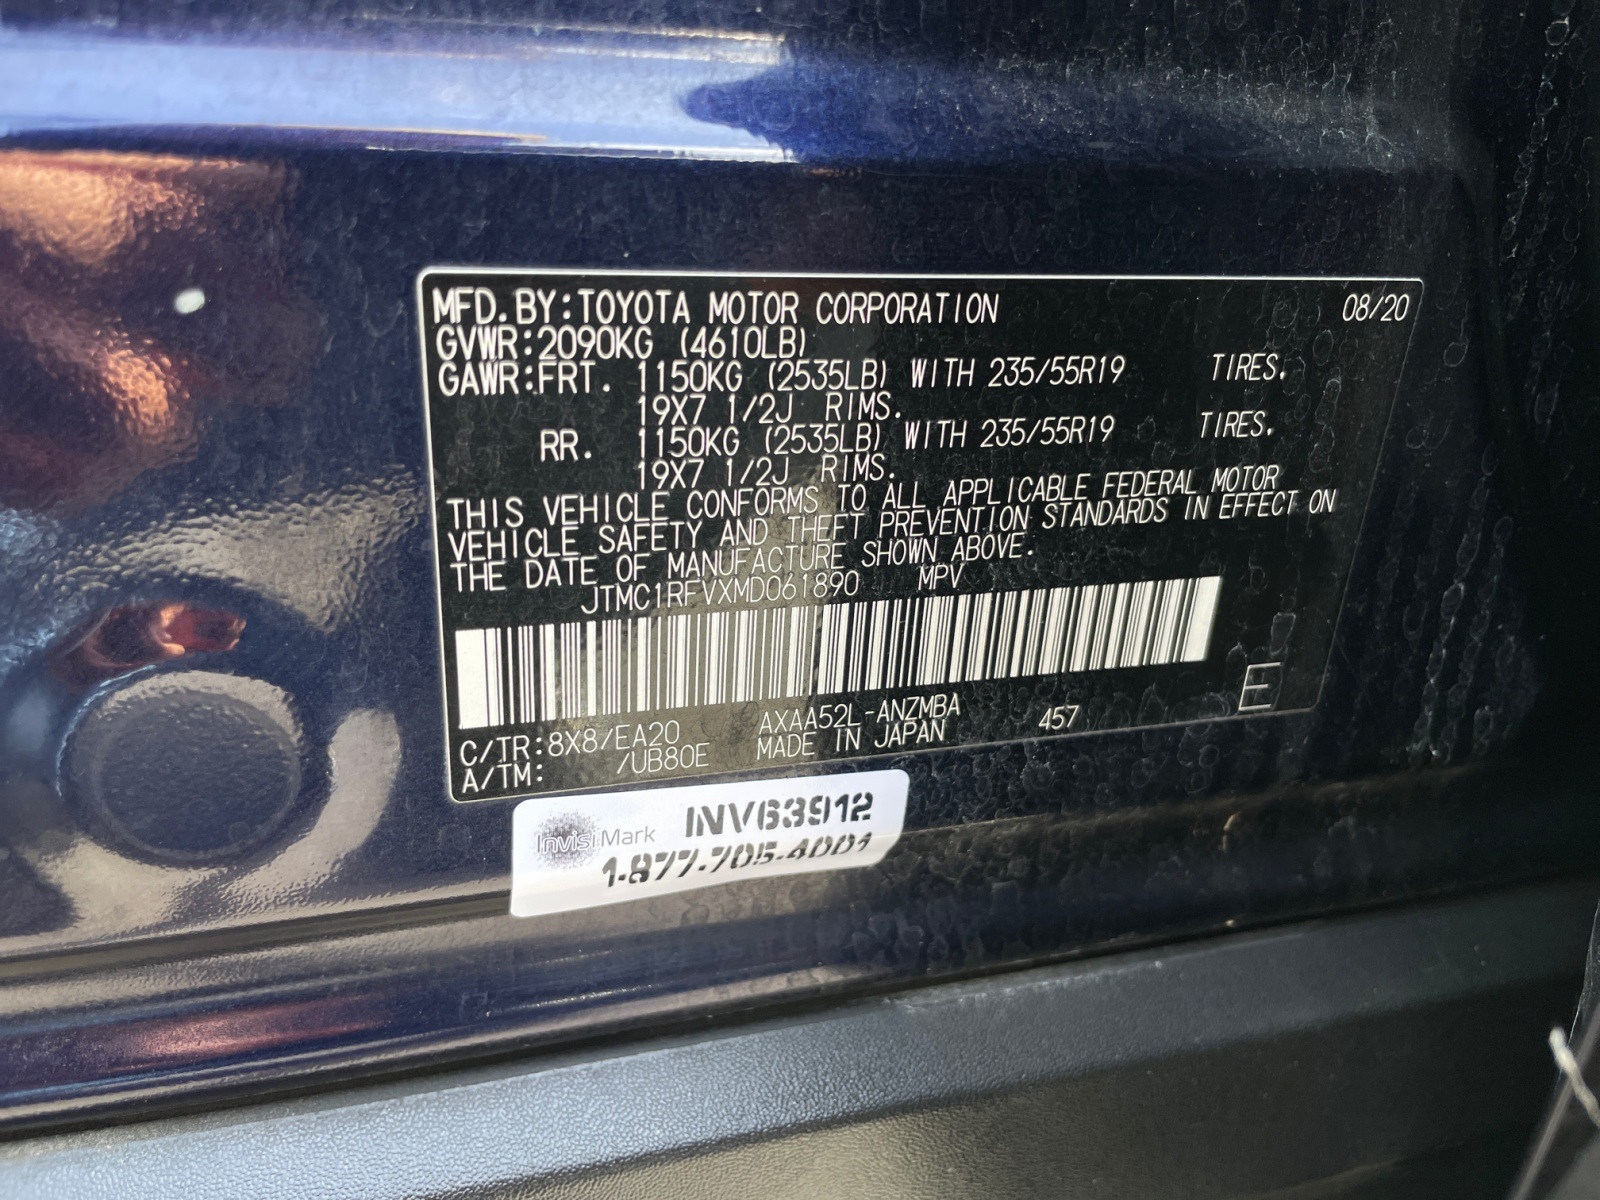 MFD. BY: TOYOTA MOTOR CORPORATION 08/20
GVWR: 2090KG (4610LB)
GAWR: FRT. 1150KG (2535LB) WITH 235/55R19 TIRES.
19X7 1/2J RIMS.
RR. 1150KG (2535LB) WITH 235/55R19 TIRES.
19X7 1/2J RIMS.
THIS VEHICLE CONFORMS TO ALL APPLICABLE FEDERAL MOTOR
VEHICLE SAFETY AND THEFT PREVENTION STANDARDS IN EFFECT ON
THE DATE OF MANUFACTURE SHOWN ABOVE.
JTMC1RFVXMD061890 MPV
C/TR: 8X8/EA20 AXAA52L-ANZMBA 457 E
A/TM: /UB80E MADE IN JAPAN
InvisiMark INV63912
1-877-705-4001